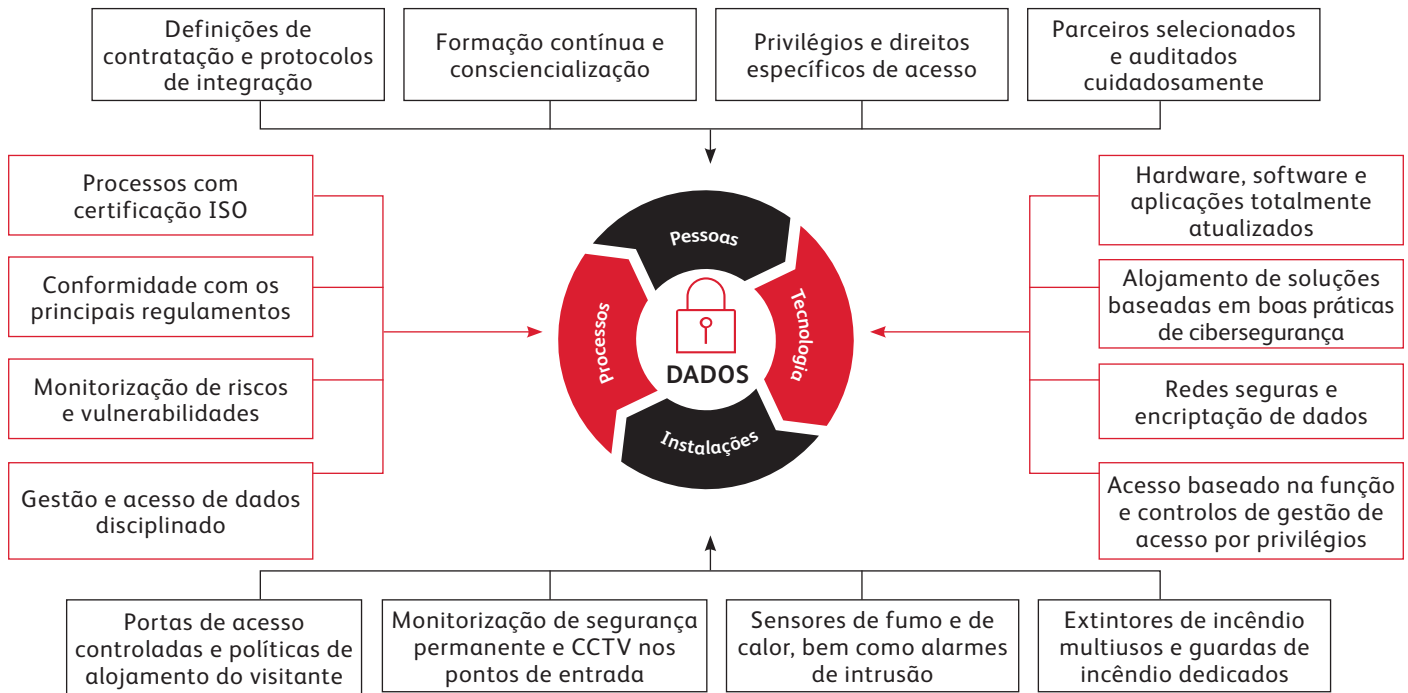 Definições de
contratação e protocolos
de integração
Formação contínua e
consciencialização
Privilégios e direitos
específicos de acesso
Parceiros selecionados
e auditados
cuidadosamente
Processos com
certificação ISO
Conformidade com os
principais regulamentos
Monitorização de riscos
e vulnerabilidades
Gestão e acesso de dados
disciplinado
Pessoas
Processos
Tecnologia
DADOS
Instalações
Hardware, software e
aplicações totalmente
atualizados
Alojamento de soluções
baseadas em boas práticas
de cibersegurança
Redes seguras e
encriptação de dados
Acesso baseado na função
e controlos de gestão de
acesso por privilégios
Portas de acesso
controladas e políticas de
alojamento do visitante
Monitorização de segurança
permanente e CCTV nos
pontos de entrada
Sensores de fumo e de
calor, bem como alarmes
de intrusão
Extintores de incêndio
multiusos e guardas de
incêndio dedicados